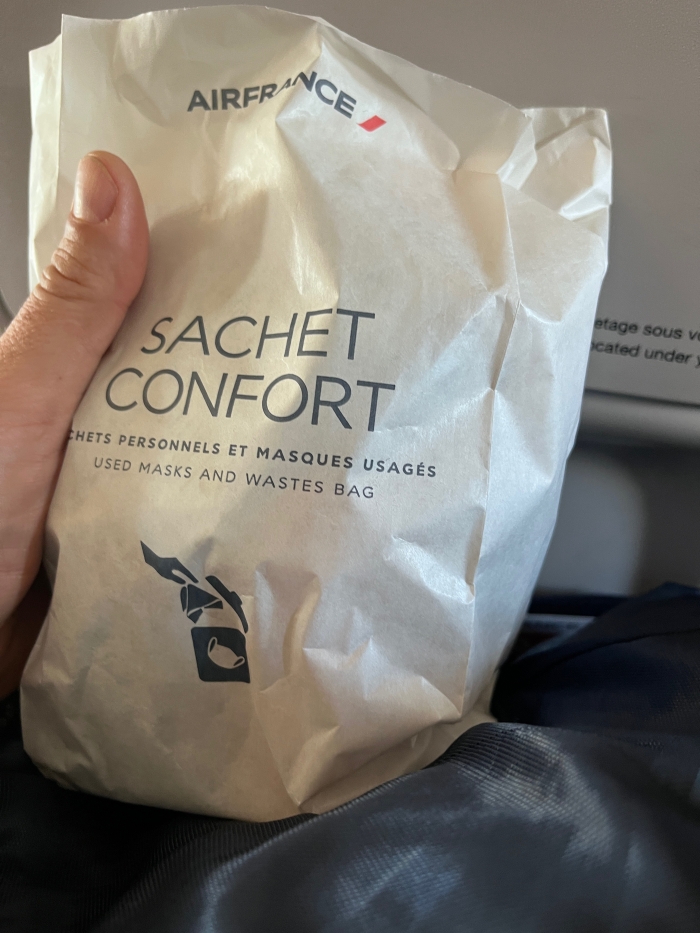 AIRFRANCE
SACHET
CONFORT
CHETS PERSONNELS ET MASQUES USAGÉS
USED MASKS AND WASTES BAG
etage sous v
ocated under